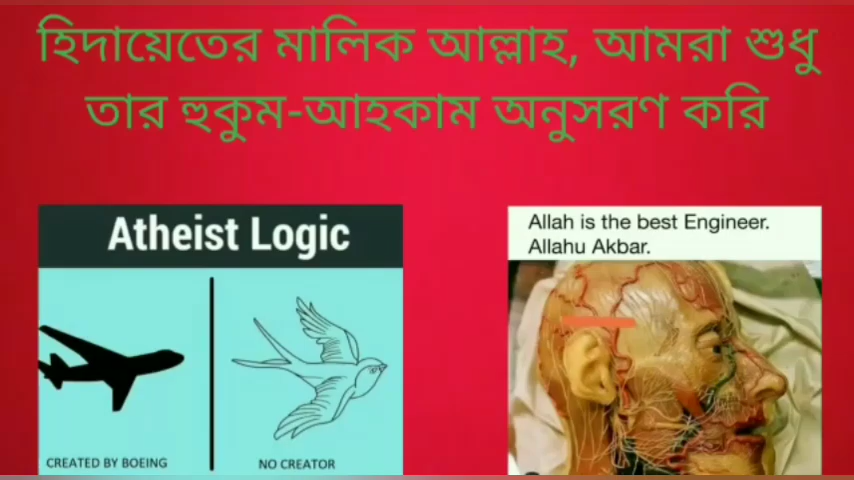 হিদায়েতের মালিক আল্লাহ, আমরা শুধু
তার হুকুম-আহকাম অনুসরণ করি
Atheist Logic
CREATED BY BOEING
NO CREATOR
Allah is the best Engineer.
Allahu Akbar.